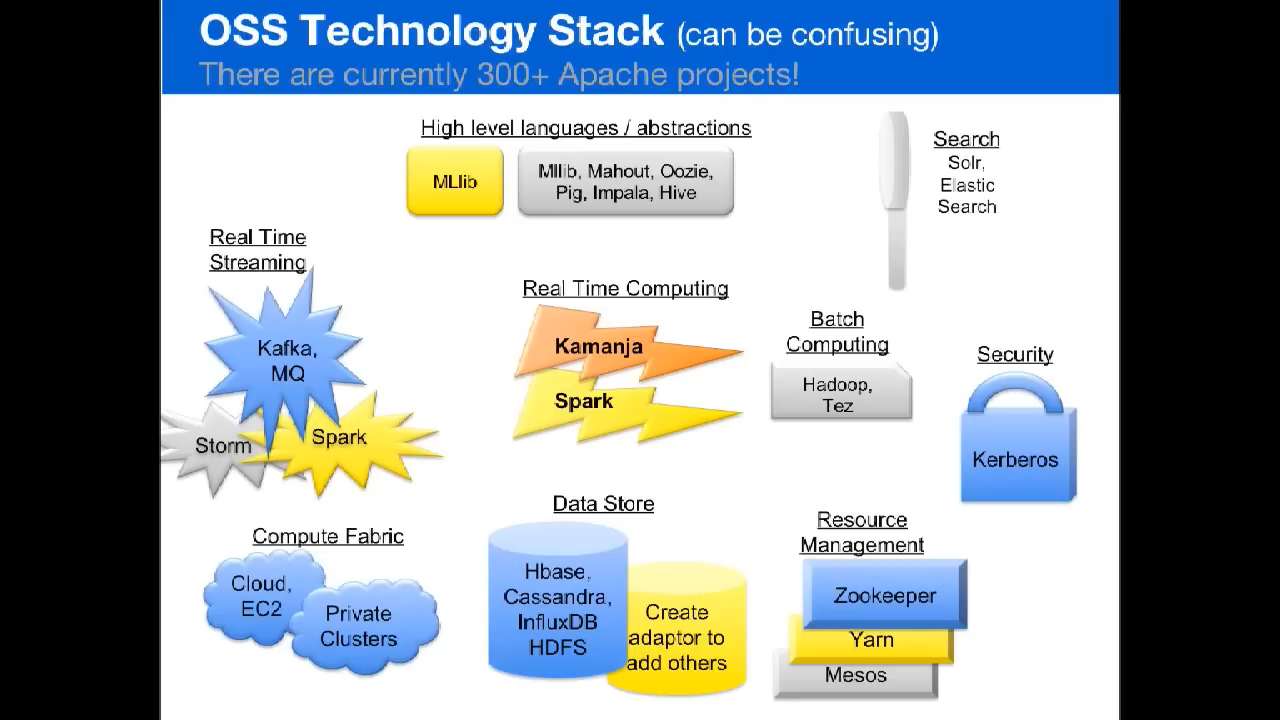 OSS Technology Stack (can be confusing)
There are currently 300+ Apache projects!
High level languages / abstractions
MLlib
Mllib, Mahout, Oozie,
Pig, Impala, Hive
Search
Solr,
Elastic
Search
Real Time
Streaming
Kafka,
MQ
Storm
Spark
Real Time Computing
Kamanja
Spark
Batch
Computing
Hadoop,
Tez
Security
Kerberos
Compute Fabric
Cloud,
EC2
Private
Clusters
Data Store
Hbase,
Cassandra,
InfluxDB
HDFS
Create
adaptor to
add others
Resource
Management
Zookeeper
Yarn
Mesos